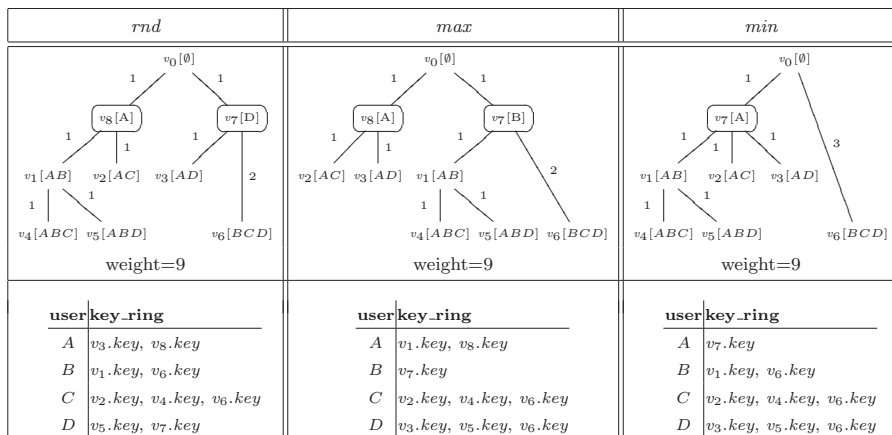 rnd max min
v0[∅] v0[∅] v0[∅]
1 1 1 1 1
v8[A] v7[D] v8[A] v7[B] v7[A]
1 1 1 2 1 1 1 2 1 1 1 3
v1[AB] v2[AC] v3[AD] v2[AC] v3[AD] v1[AB] v1[AB] v2[AC] v3[AD]
1 1 1 1 1 1
v4[ABC] v5[ABD] v6[BCD] v4[ABC] v5[ABD] v6[BCD] v4[ABC] v5[ABD] v6[BCD]
weight=9 weight=9 weight=9
user key_ring user key_ring user key_ring
A v3.key, v8.key A v1.key, v8.key A v7.key
B v1.key, v6.key B v7.key B v1.key, v6.key
C v2.key, v4.key, v6.key C v2.key, v4.key, v6.key C v2.key, v4.key, v6.key
D v5.key, v7.key D v3.key, v5.key, v6.key D v3.key, v5.key, v6.key